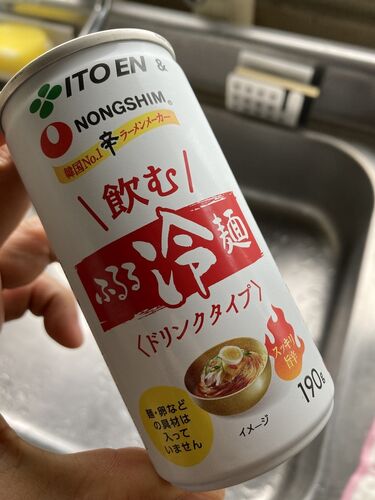 ITO EN &
NONGSHIM®
韓国No.1 辛ラーメンメーカー
\飲む/
ふるる冷麺
〈ドリンクタイプ〉
スッキリ
旨辛
190g
イメージ
麺・卵など
の具材は
入って
いません